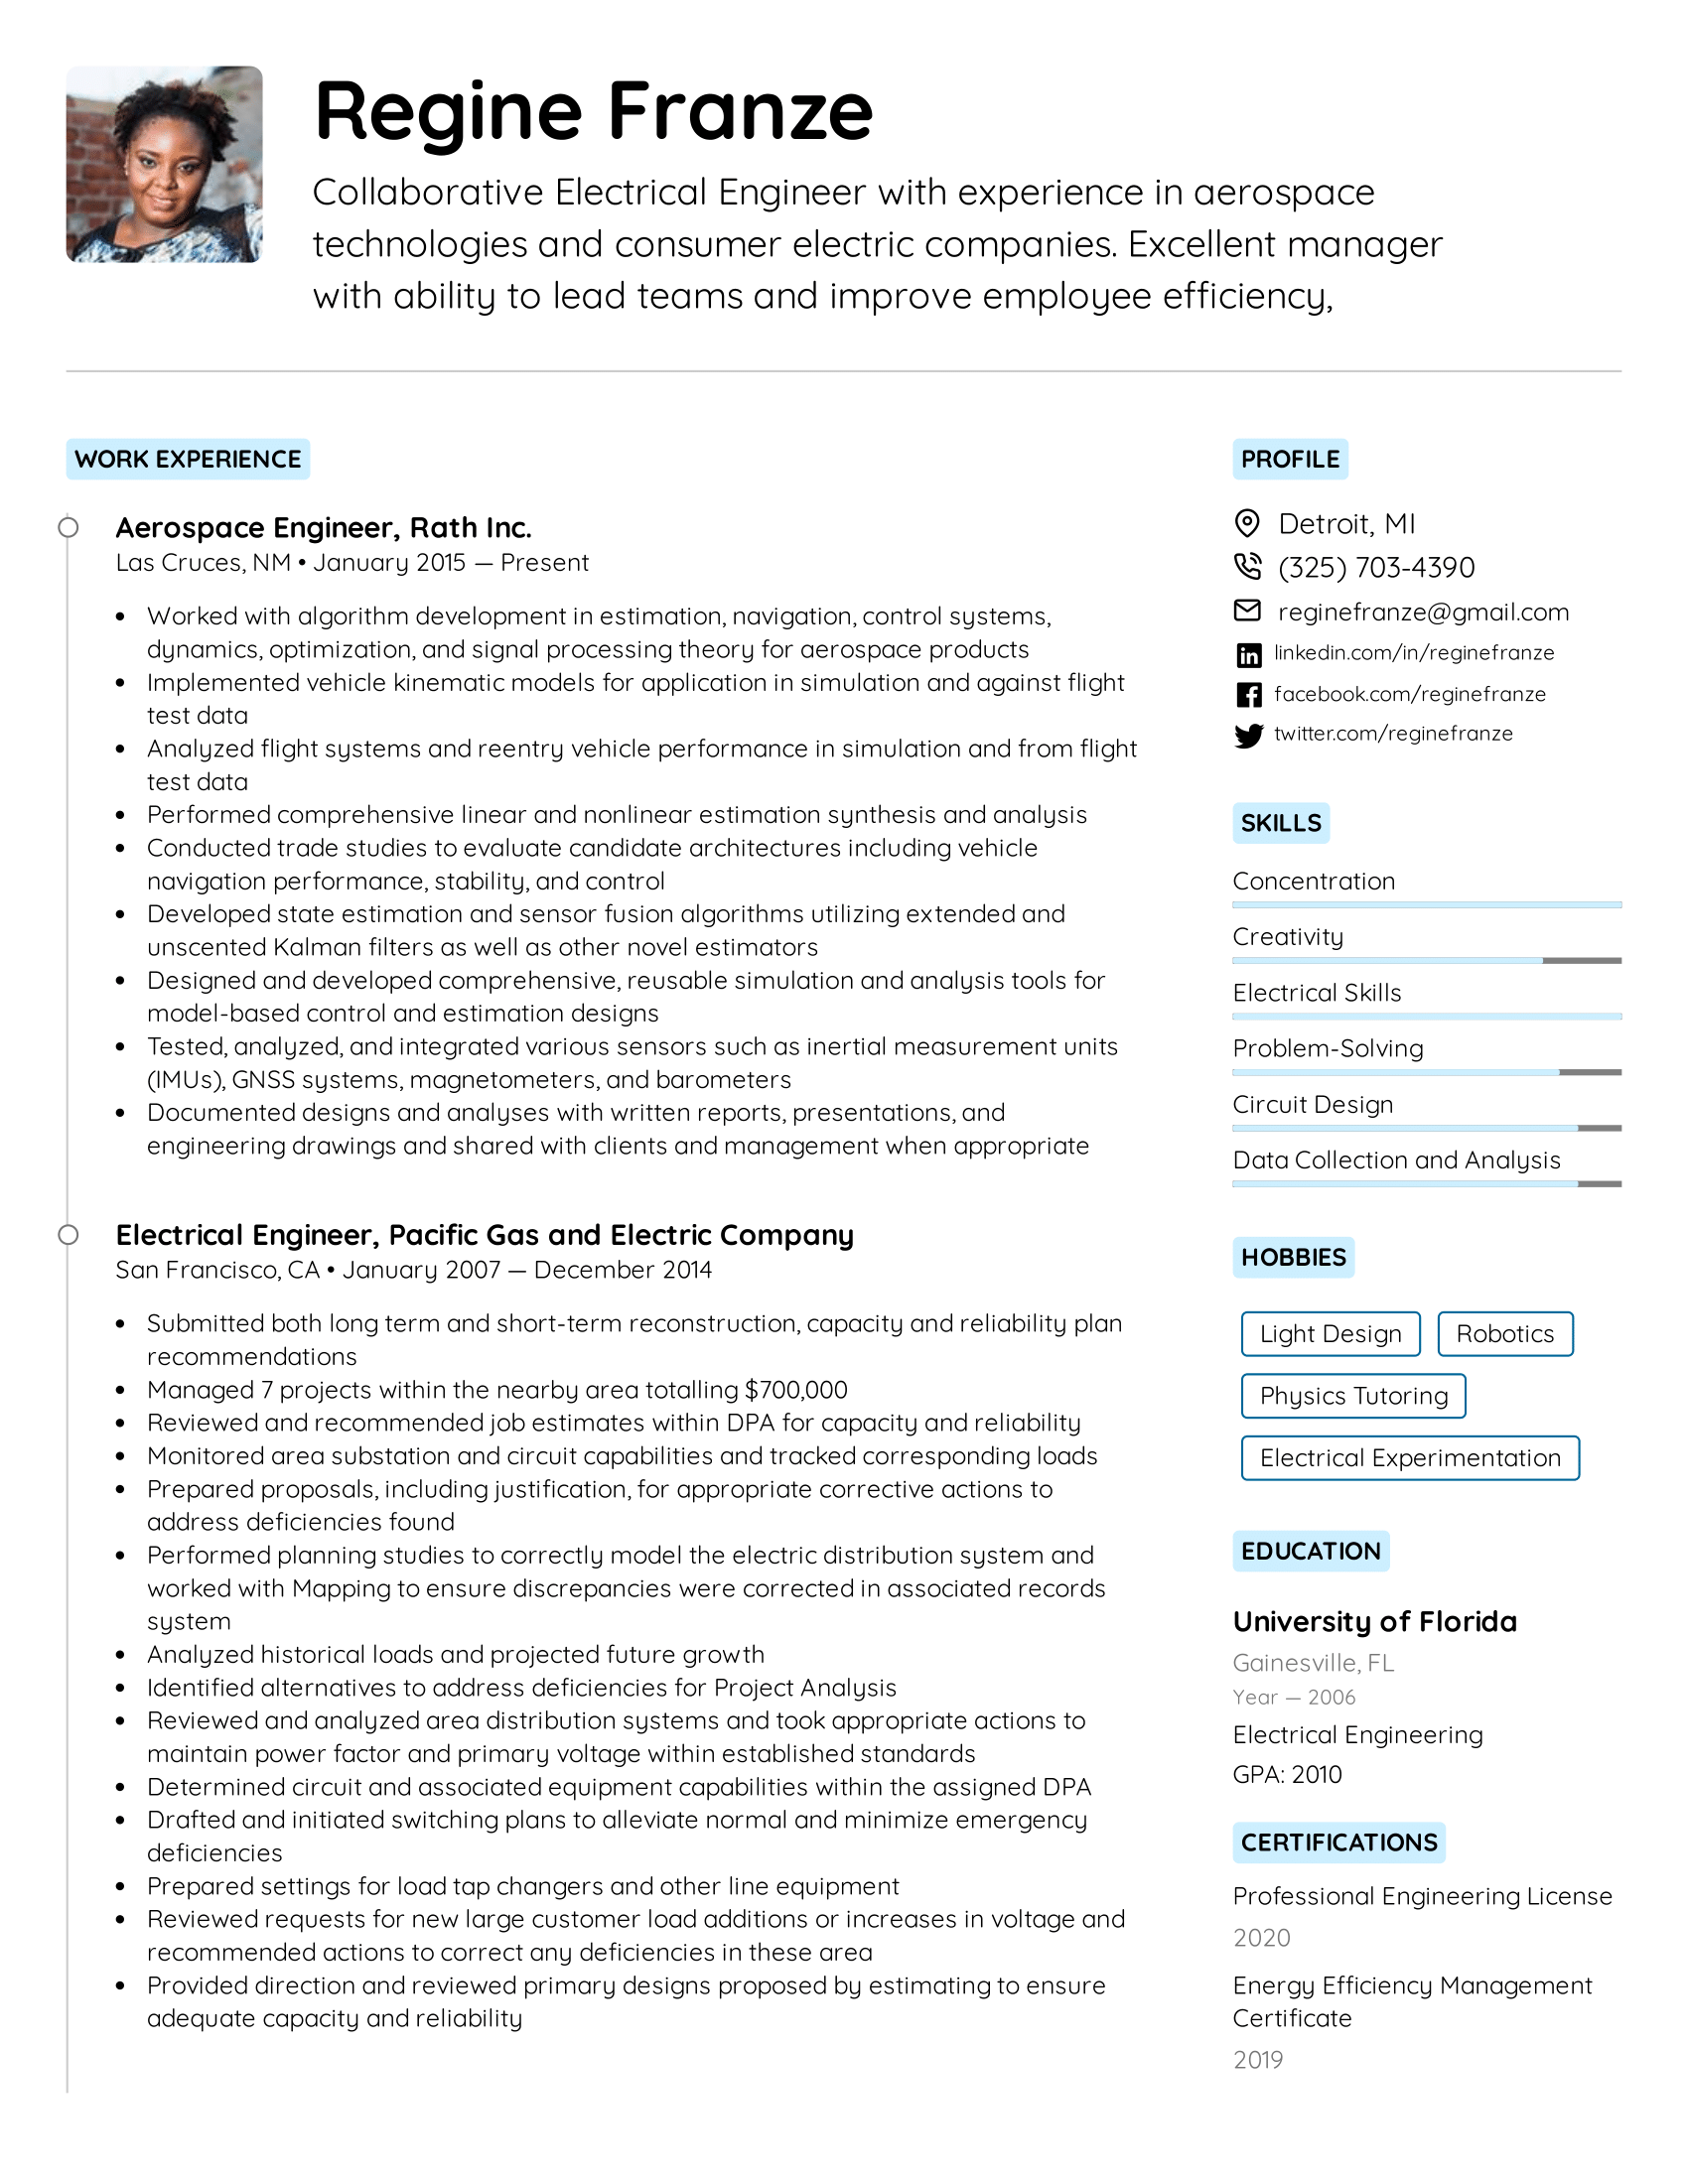 Regine Franze
Collaborative Electrical Engineer with experience in aerospace
technologies and consumer electric companies. Excellent manager
with ability to lead teams and improve employee efficiency,
WORK EXPERIENCE
Aerospace Engineer, Rath Inc.
Las Cruces, NM • January 2015 — Present
• Worked with algorithm development in estimation, navigation, control systems,
dynamics, optimization, and signal processing theory for aerospace products
• Implemented vehicle kinematic models for application in simulation and against flight
test data
• Analyzed flight systems and reentry vehicle performance in simulation and from flight
test data
• Performed comprehensive linear and nonlinear estimation synthesis and analysis
• Conducted trade studies to evaluate candidate architectures including vehicle
navigation performance, stability, and control
• Developed state estimation and sensor fusion algorithms utilizing extended and
unscented Kalman filters as well as other novel estimators
• Designed and developed comprehensive, reusable simulation and analysis tools for
model-based control and estimation designs
• Tested, analyzed, and integrated various sensors such as inertial measurement units
(IMUs), GNSS systems, magnetometers, and barometers
• Documented designs and analyses with written reports, presentations, and
engineering drawings and shared with clients and management when appropriate
Electrical Engineer, Pacific Gas and Electric Company
San Francisco, CA • January 2007 — December 2014
• Submitted both long term and short-term reconstruction, capacity and reliability plan
recommendations
• Managed 7 projects within the nearby area totalling $700,000
• Reviewed and recommended job estimates within DPA for capacity and reliability
• Monitored area substation and circuit capabilities and tracked corresponding loads
• Prepared proposals, including justification, for appropriate corrective actions to
address deficiencies found
• Performed planning studies to correctly model the electric distribution system and
worked with Mapping to ensure discrepancies were corrected in associated records
system
• Analyzed historical loads and projected future growth
• Identified alternatives to address deficiencies for Project Analysis
• Reviewed and analyzed area distribution systems and took appropriate actions to
maintain power factor and primary voltage within established standards
• Determined circuit and associated equipment capabilities within the assigned DPA
• Drafted and initiated switching plans to alleviate normal and minimize emergency
deficiencies
• Prepared settings for load tap changers and other line equipment
• Reviewed requests for new large customer load additions or increases in voltage and
recommended actions to correct any deficiencies in these area
• Provided direction and reviewed primary designs proposed by estimating to ensure
adequate capacity and reliability
PROFILE
Detroit, MI
(325) 703-4390
reginefranze@gmail.com
linkedin.com/in/reginefranze
facebook.com/reginefranze
twitter.com/reginefranze
SKILLS
Concentration
Creativity
Electrical Skills
Problem-Solving
Circuit Design
Data Collection and Analysis
HOBBIES
Light Design Robotics
Physics Tutoring
Electrical Experimentation
EDUCATION
University of Florida
Gainesville, FL
Year — 2006
Electrical Engineering
GPA: 2010
CERTIFICATIONS
Professional Engineering License
2020
Energy Efficiency Management
Certificate
2019